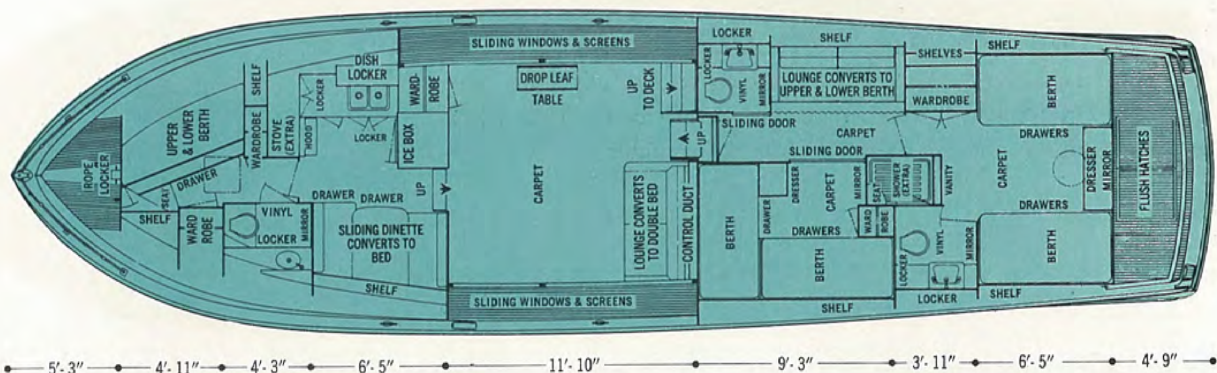 ROPE
LOCKER
SHELF
SEAT
DRAWER
UPPER
& LOWER
BERTH
SHELF
WARDROBE
WARD
ROBE
STOVE
(EXTRA)
HOOD
LOCKER
DISH
LOCKER
LOCKER
WARD-
ROBE
ICE BOX
VINYL
LOCKER
MIRROR
DRAWER
DRAWER
UP
SLIDING DINETTE
CONVERTS TO
BED
SHELF
SLIDING WINDOWS & SCREENS
DROP LEAF
TABLE
CARPET
UP
TO DECK
UP
LOUNGE CONVERTS
TO DOUBLE BED
CONTROL DUCT
SLIDING WINDOWS & SCREENS
LOCKER
LOCKER
VINYL
MIRROR
SHELF
LOUNGE CONVERTS TO
UPPER & LOWER BERTH
SHELVES
WARDROBE
SLIDING DOOR
CARPET
SLIDING DOOR
BERTH
DRAWER
DRESSER
CARPET
MIRROR
DRAWERS
BERTH
SEAT
SHOWER
(EXTRA)
VANITY
WARD
ROBE
SHELF
LOCKER
VINYL
MIRROR
LOCKER
SHELF
BERTH
DRAWERS
CARPET
DRESSER
MIRROR
DRAWERS
BERTH
SHELF
FLUSH HATCHES
5'-3" 4'-11" 4'-3" 6'-5" 11'-10" 9'-3" 3'-11" 6'-5" 4'-9"